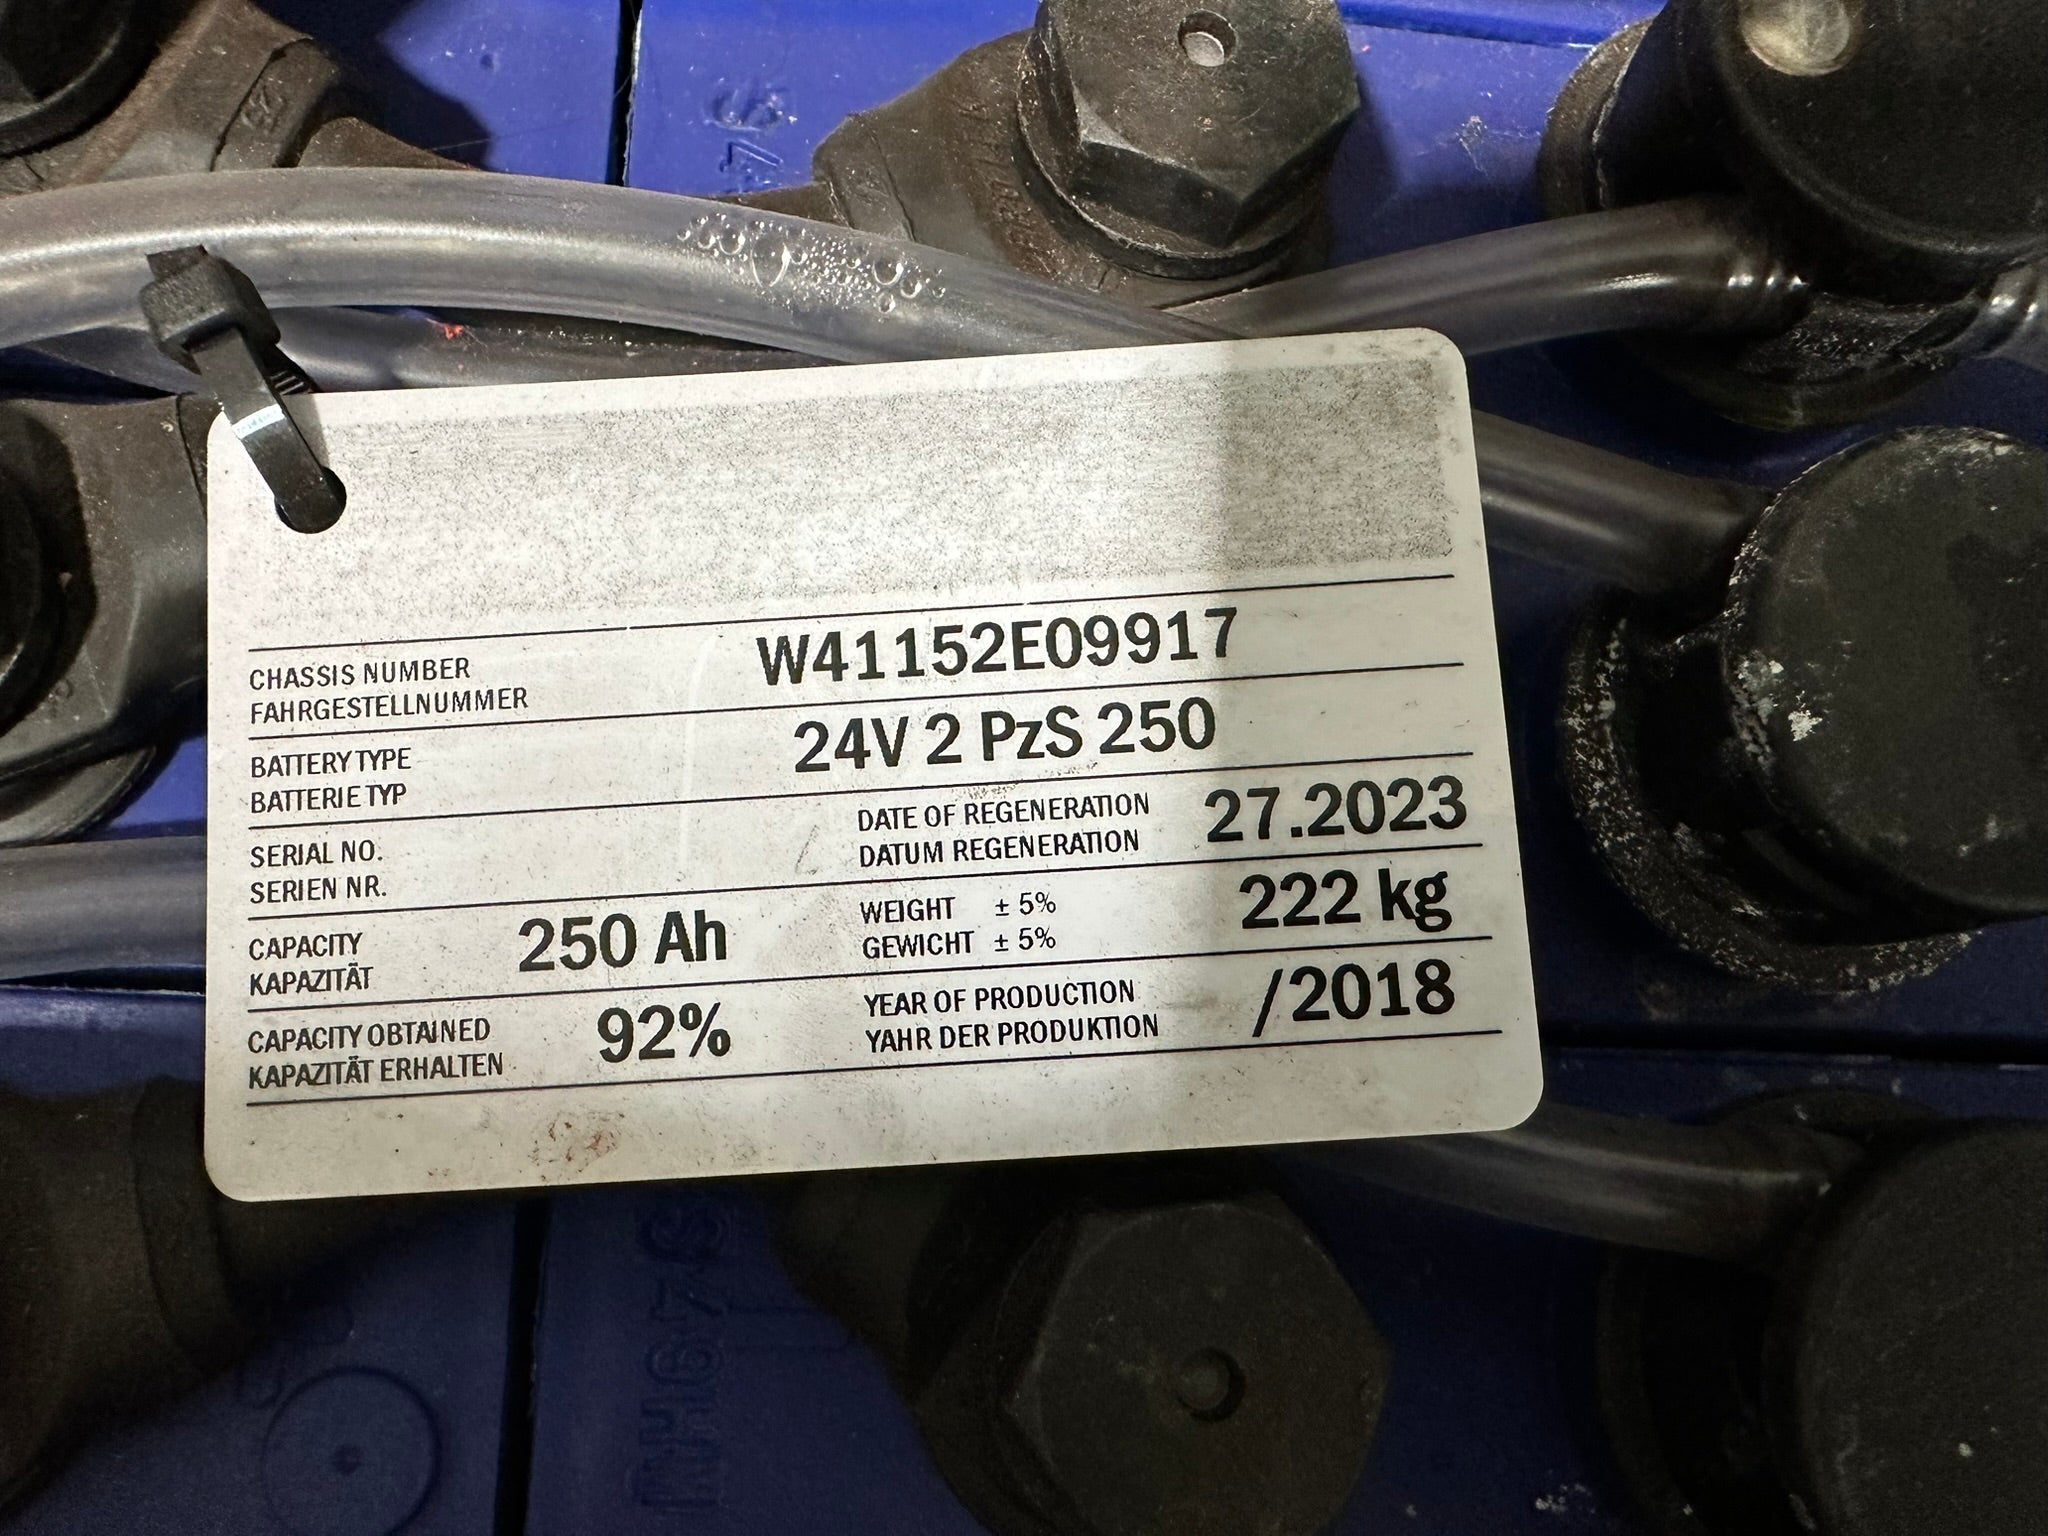 CHASSIS NUMBER
FAHRGESTELLNUMMER
W41152E09917
BATTERY TYPE
BATTERIE TYP
24V 2 PzS 250
SERIAL NO.
SERIEN NR.
DATE OF REGENERATION
DATUM REGENERATION
27.2023
CAPACITY
KAPAZITÄT
250 Ah
WEIGHT ± 5%
GEWICHT ± 5%
222 kg
CAPACITY OBTAINED
KAPAZITÄT ERHALTEN
92%
YEAR OF PRODUCTION
YAHR DER PRODUKTION
/2018